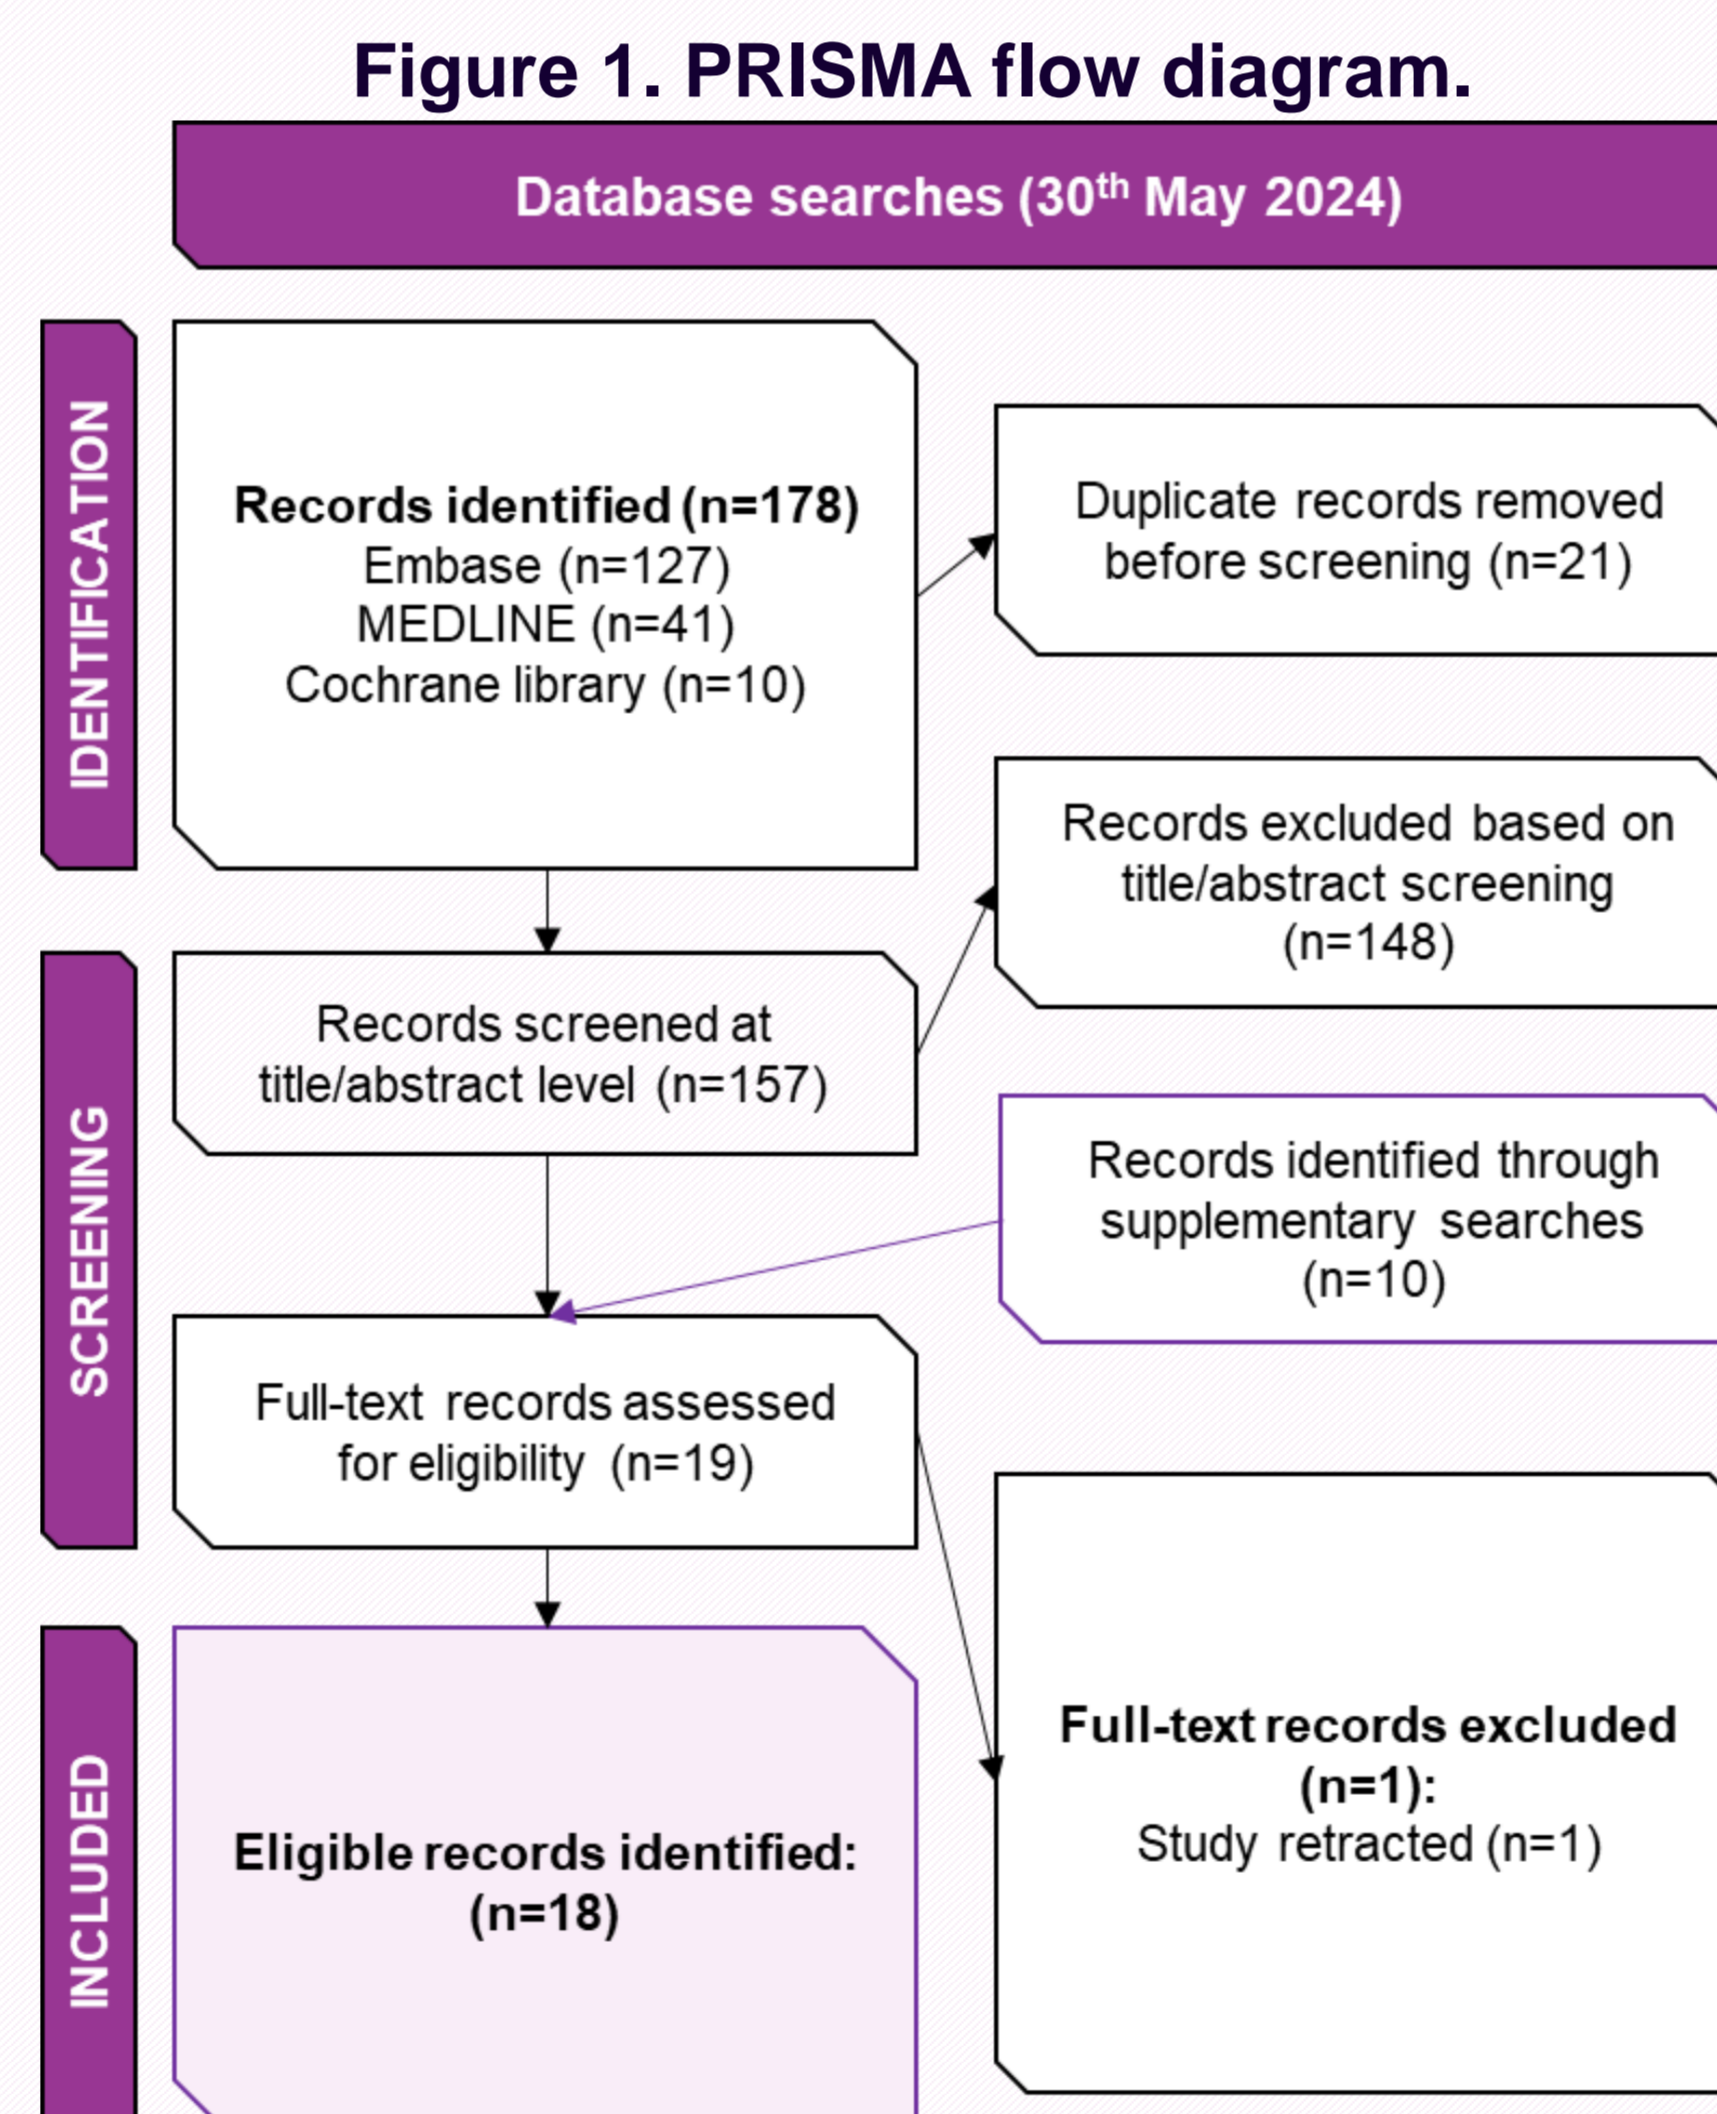 Figure 1. PRISMA flow diagram.
Database searches (30th May 2024)
IDENTIFICATION
Records identified (n=178)
Embase (n=127)
MEDLINE (n=41)
Cochrane library (n=10)
Duplicate records removed
before screening (n=21)
Records excluded based on
title/abstract screening
(n=148)
SCREENING
Records screened at
title/abstract level (n=157)
Records identified through
supplementary searches
(n=10)
Full-text records assessed
for eligibility (n=19)
INCLUDED
Eligible records identified:
(n=18)
Full-text records excluded
(n=1):
Study retracted (n=1)